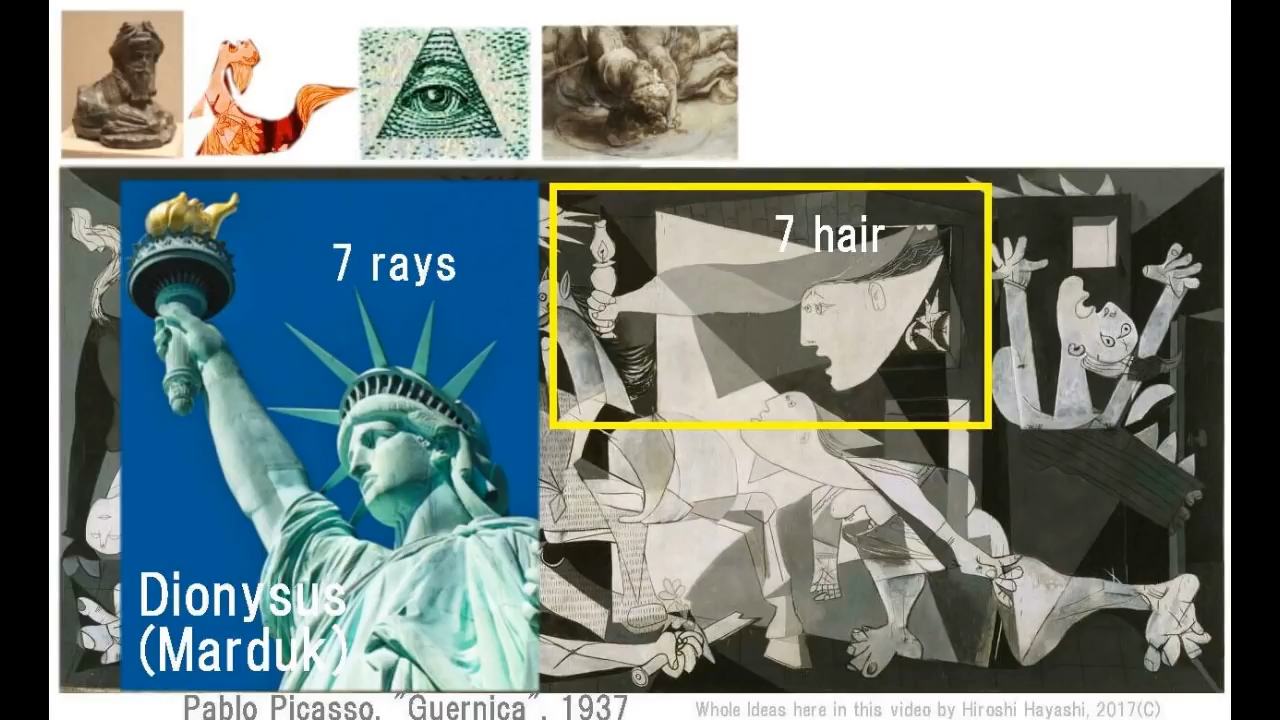 7 rays
7 hair
Dionysus
(Marduk)
Pablo Picasso. "Guernica". 1937
Whole Ideas here in this video by Hiroshi Hayashi, 2017(C)